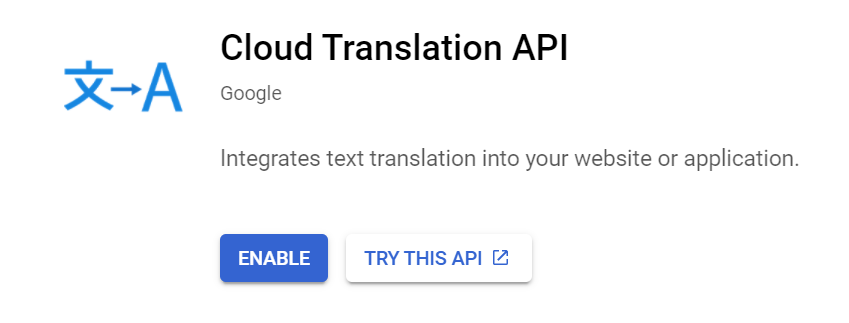 Cloud Translation API
文→A
Google
Integrates text translation into your website or application.
ENABLE
TRY THIS API